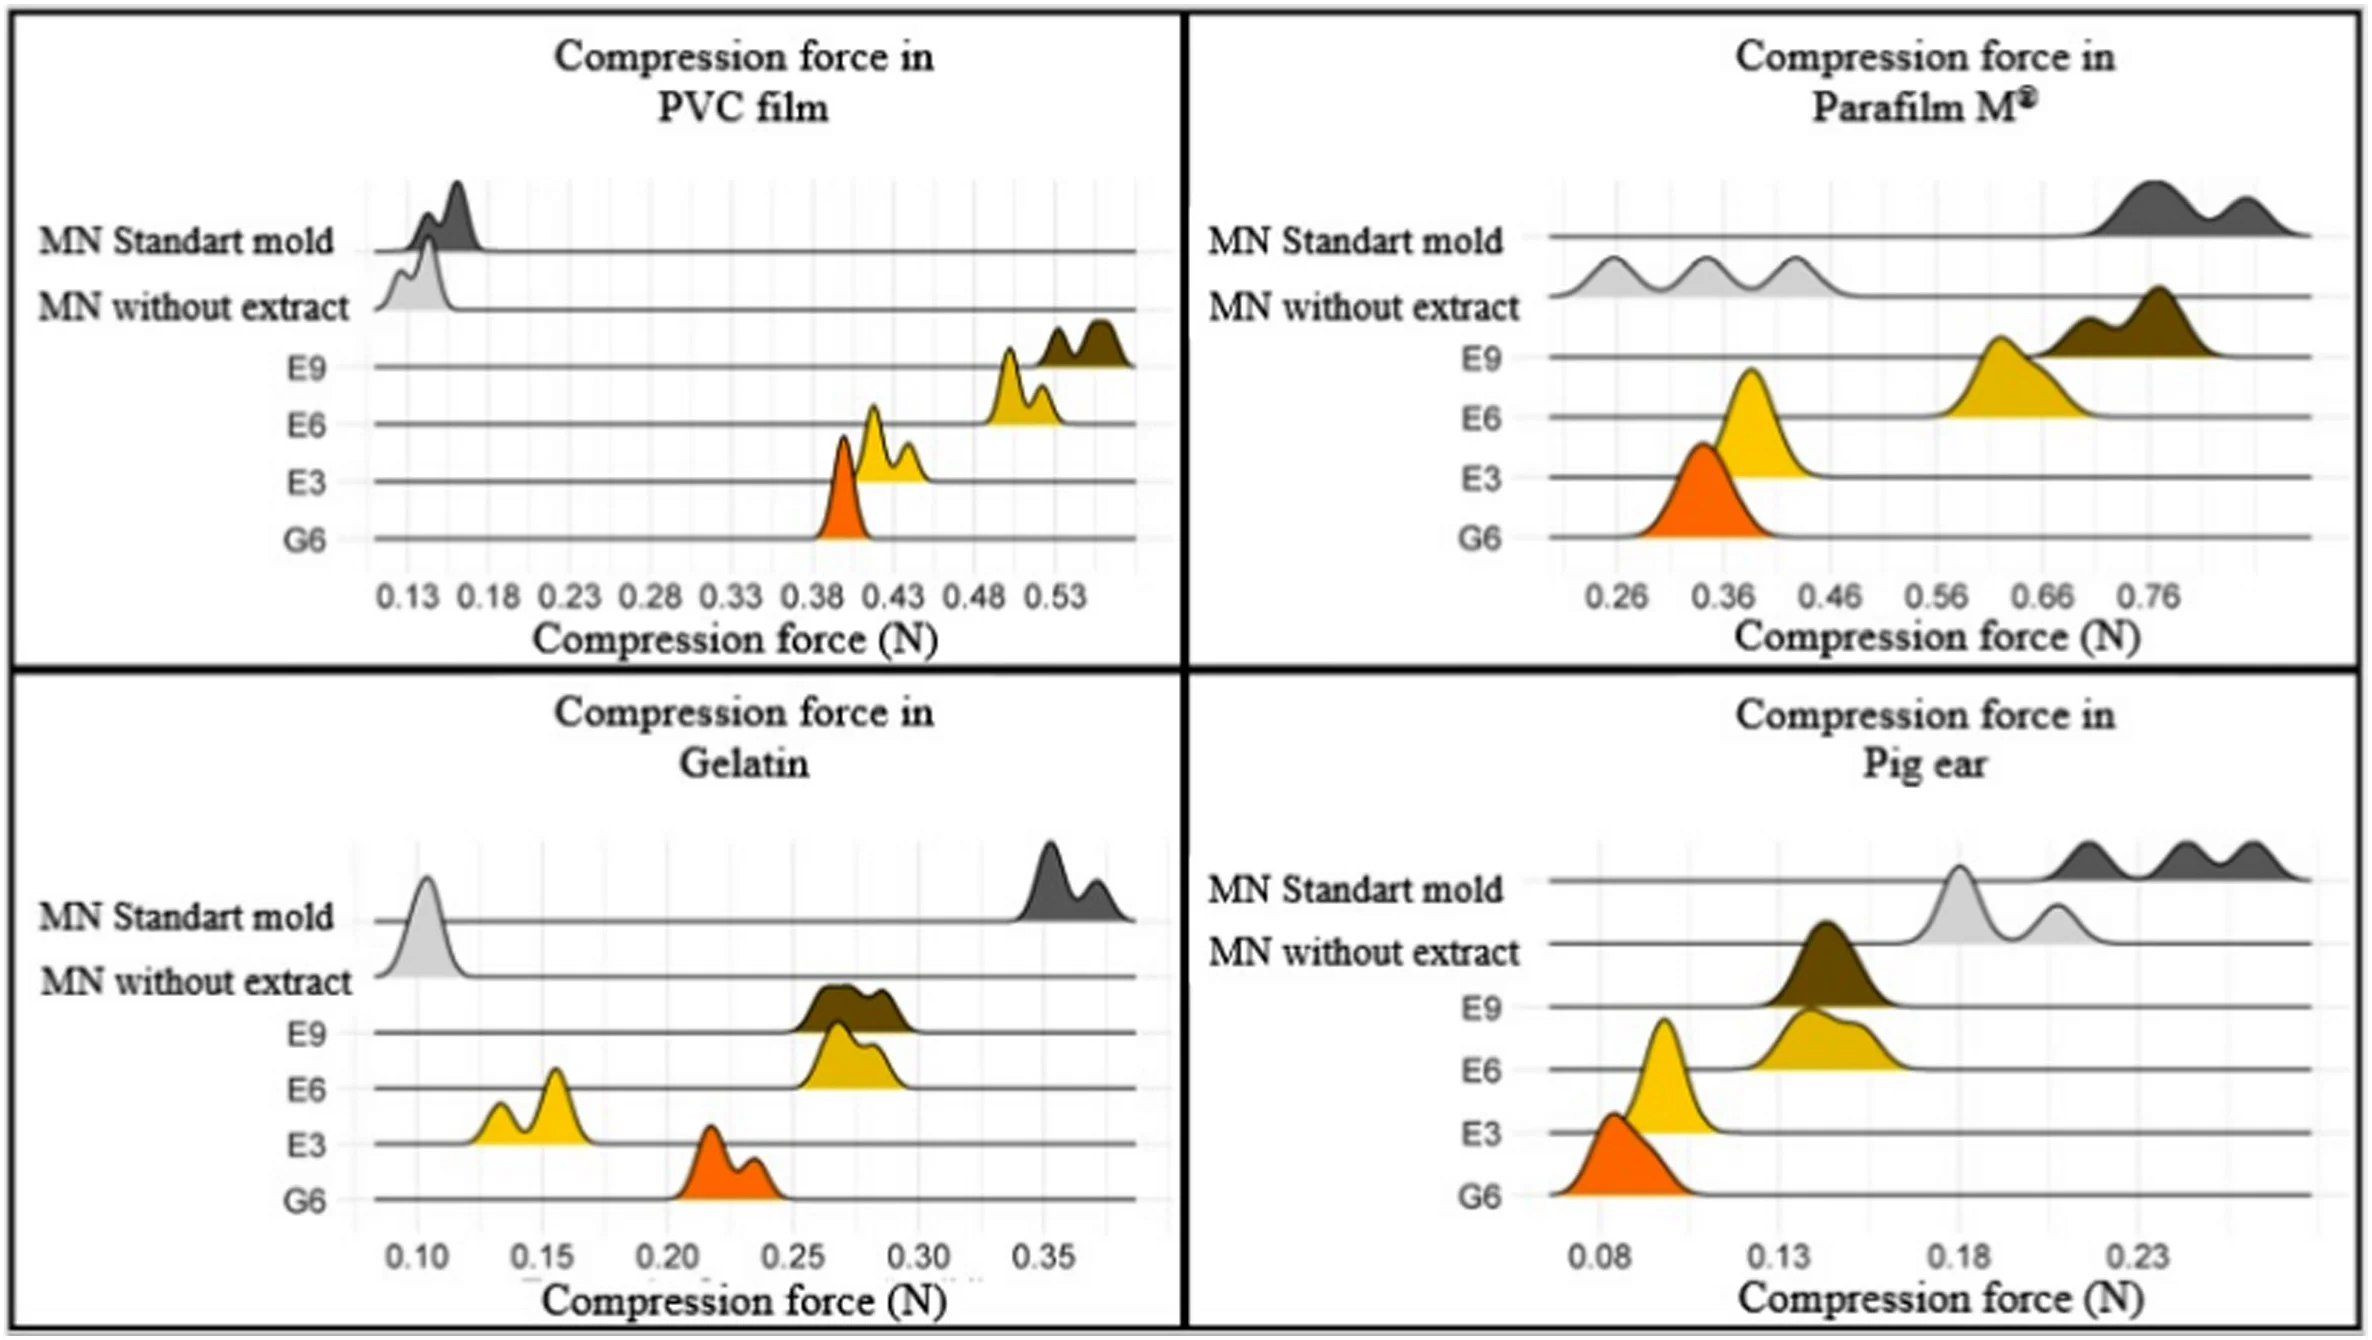 Compression force in
PVC film
MN Standart mold
MN without extract
E9
E6
E3
G6
0.13 0.18 0.23 0.28 0.33 0.38 0.43 0.48 0.53
Compression force (N)
Compression force in
Parafilm M®
MN Standart mold
MN without extract
E9
E6
E3
G6
0.26 0.36 0.46 0.56 0.66 0.76
Compression force (N)
Compression force in
Gelatin
MN Standart mold
MN without extract
E9
E6
E3
G6
0.10 0.15 0.20 0.25 0.30 0.35
Compression force (N)
Compression force in
Pig ear
MN Standart mold
MN without extract
E9
E6
E3
G6
0.08 0.13 0.18 0.23
Compression force (N)